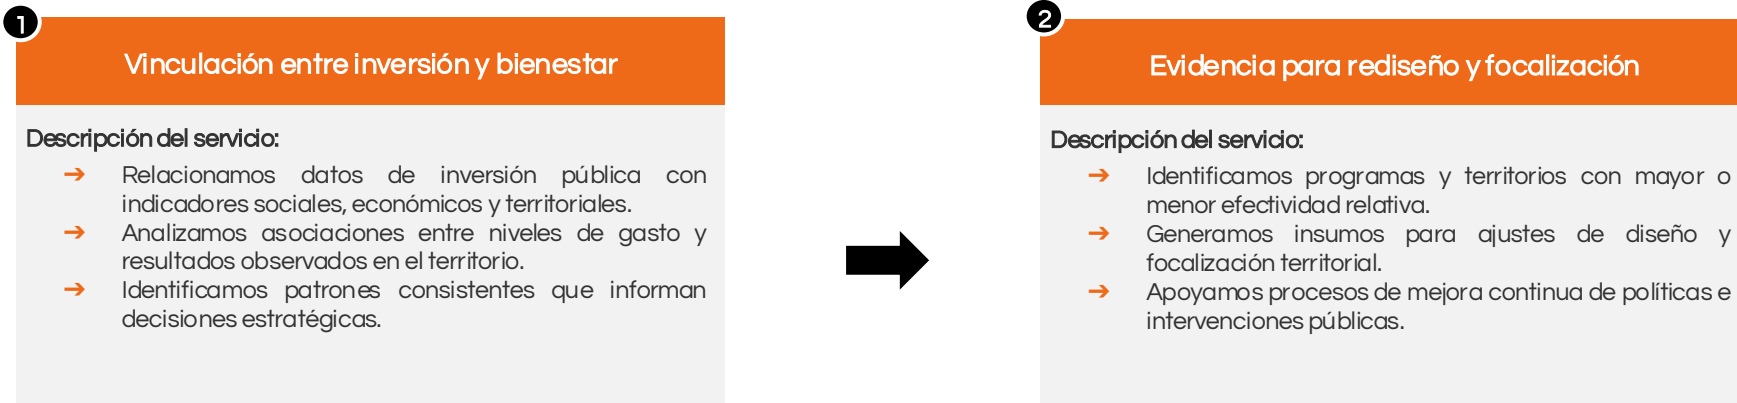 1
Vinculación entre inversión y bienestar
Descripción del servicio:
➔ Relacionamos datos de inversión pública con
indicadores sociales, económicos y territoriales.
➔ Analizamos asociaciones entre niveles de gasto y
resultados observados en el territorio.
➔ Identificamos patrones consistentes que informan
decisiones estratégicas.
2
Evidencia para rediseño y focalización
Descripción del servicio:
➔ Identificamos programas y territorios con mayor o
menor efectividad relativa.
➔ Generamos insumos para ajustes de diseño y
focalización territorial.
➔ Apoyamos procesos de mejora continua de políticas e
intervenciones públicas.